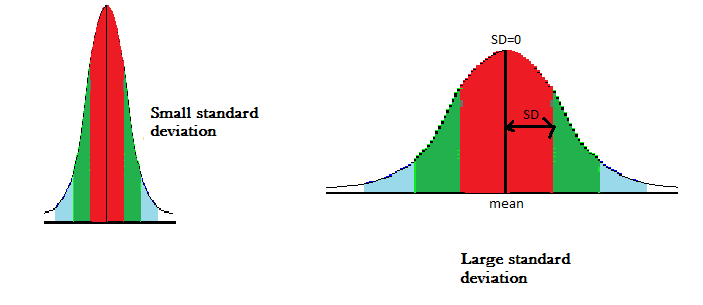 Small standard
deviation
SD=0
SD
mean
Large standard
deviation